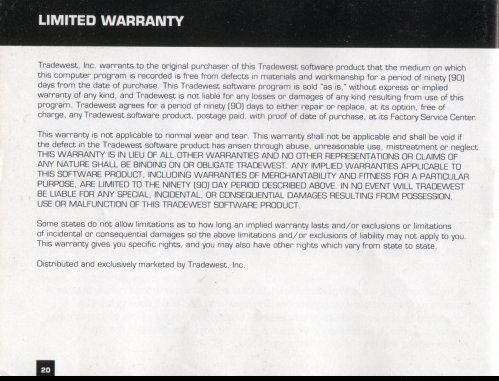 LIMITED WARRANTY
Tradewest, Inc. warrants to the original purchaser of this Tradewest software product that the medium on which
this computer program is recorded is free from defects in materials and workmanship for a period of ninety [90]
days from the date of purchase. This Tradewest software program is sold "as is," without express or implied
warranty of any kind, and Tradewest is not liable for any losses or damages of any kind resulting from use of this
program. Tradewest agrees for a period of ninety (90) days to either repair or replace, at its option, free of
charge, any Tradewest software product, postage paid, with proof of date of purchase, at its Factory Service Center.
This warranty is not applicable to normal wear and tear. This warranty shall not be applicable and shall be void if
the defect in the Tradewest software product has arisen through abuse, unreasonable use, mistreatment or neglect.
THIS WARRANTY IS IN LIEU OF ALL OTHER WARRANTIES AND NO OTHER REPRESENTATIONS OR CLAIMS OF
ANY NATURE SHALL BE BINDING ON OR OBLIGATE TRADEWEST. ANY IMPLIED WARRANTIES APPLICABLE TO
THIS SOFTWARE PRODUCT, INCLUDING WARRANTIES OF MERCHANTABILITY AND FITNESS FOR A PARTICULAR
PURPOSE, ARE LIMITED TO THE NINETY (90) DAY PERIOD DESCRIBED ABOVE. IN NO EVENT WILL TRADEWEST
BE LIABLE FOR ANY SPECIAL, INCIDENTAL, OR CONSEQUENTIAL DAMAGES RESULTING FROM POSSESSION,
USE OR MALFUNCTION OF THIS TRADEWEST SOFTWARE PRODUCT.
Some states do not allow limitations as to how long an implied warranty lasts and/or exclusions or limitations
of incidental or consequential damages so the above limitations and/or exclusions of liability may not apply to you.
This warranty gives you specific rights, and you may also have other rights which vary from state to state.
Distributed and exclusively marketed by Tradewest, Inc.
20